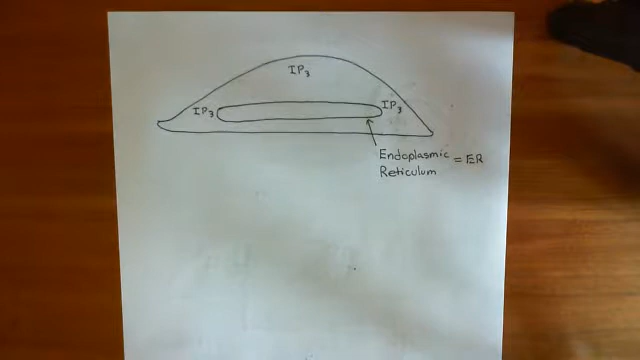 IP₃
IP₃
IP₃
Endoplasmic = ER
Reticulum